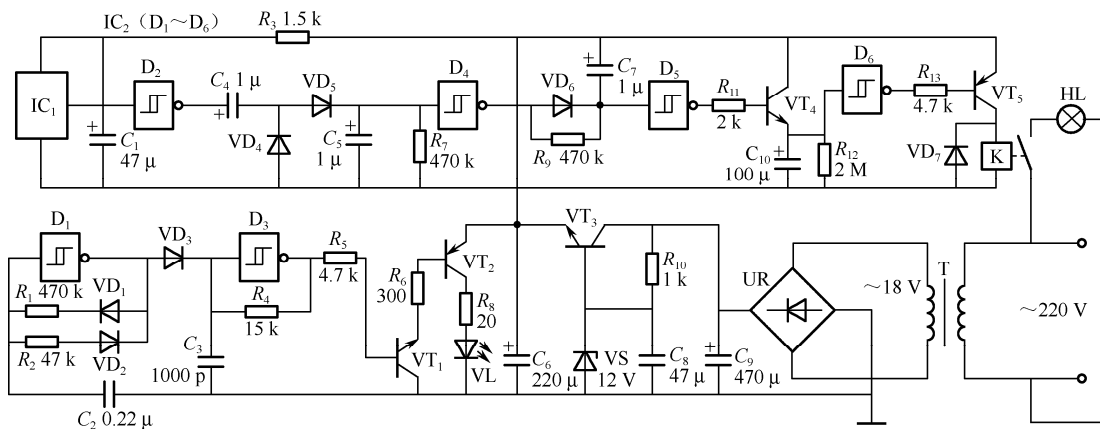 IC₂（D₁～D₆）
R₃ 1.5 k
IC₁
C₁
47 μ
D₂
C₄ 1 μ
VD₄
VD₅
C₅
1 μ
R₇
470 k
D₄
VD₆
R₉ 470 k
C₇
1 μ
D₅
R₁₁
2 k
VT₄
C₁₀
100 μ
R₁₂
2 M
D₆
R₁₃
4.7 k
VT₅
VD₇
K
HL
D₁
R₁ 470 k
VD₁
R₂ 47 k
VD₂
C₂ 0.22 μ
VD₃
C₃
1000 p
D₃
R₄
15 k
R₅
4.7 k
R₆
300
VT₁
VT₂
R₈
20
VL
C₆
220 μ
VT₃
VS
12 V
R₁₀
1 k
C₈
47 μ
C₉
470 μ
UR
～18 V
T
～220 V